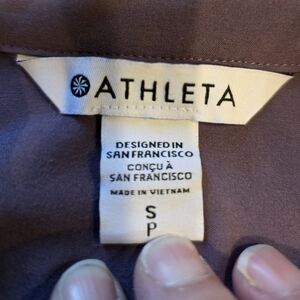 ATHLETA
DESIGNED IN
SAN FRANCISCO
CONÇU À
SAN FRANCISCO
MADE IN VIETNAM
S
P